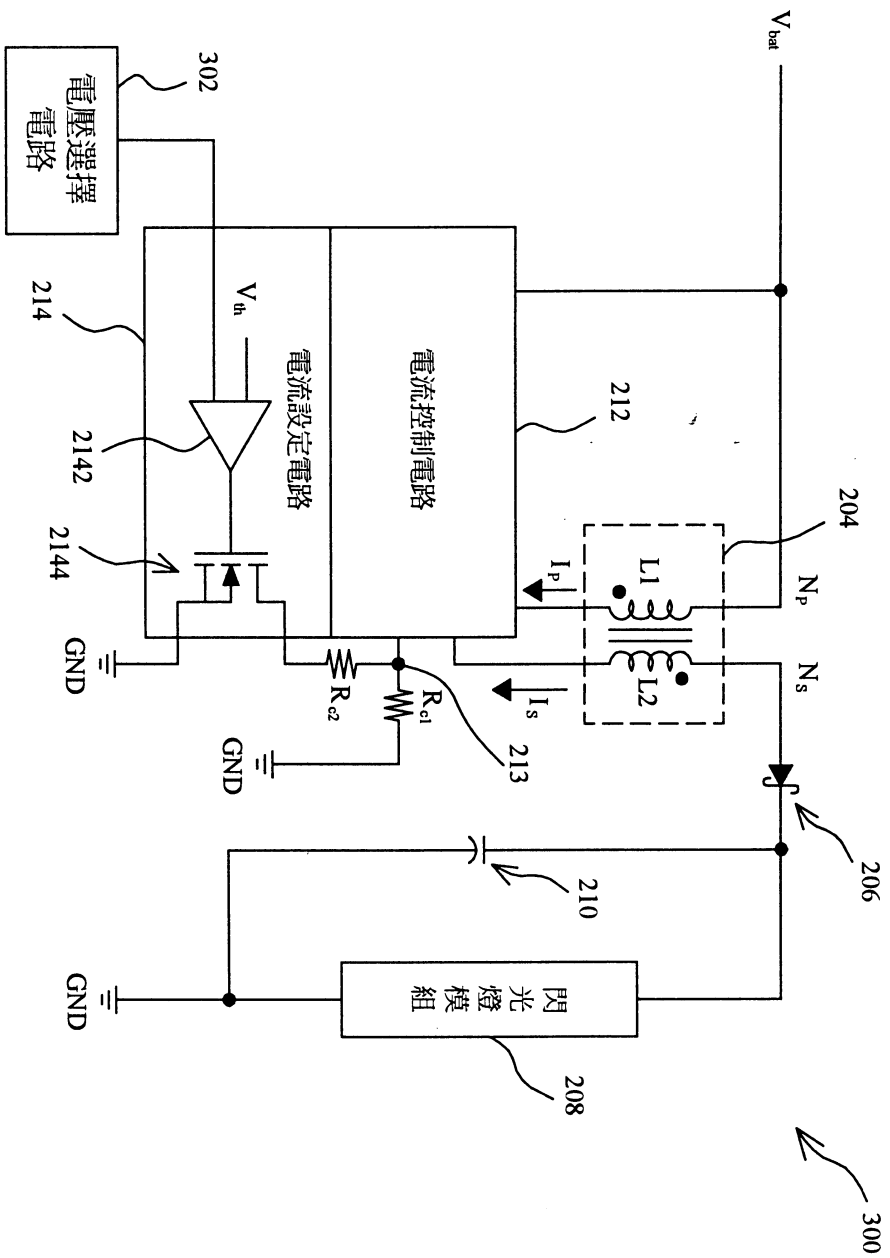 V_bat
302
電壓選擇
電路
214
V_th
電流設定電路
電流控制電路
212
2142
2144
204
N_P
N_S
L1
L2
I_P
I_S
R_c1
R_c2
213
GND
GND
206
210
閃光燈模組
208
GND
300